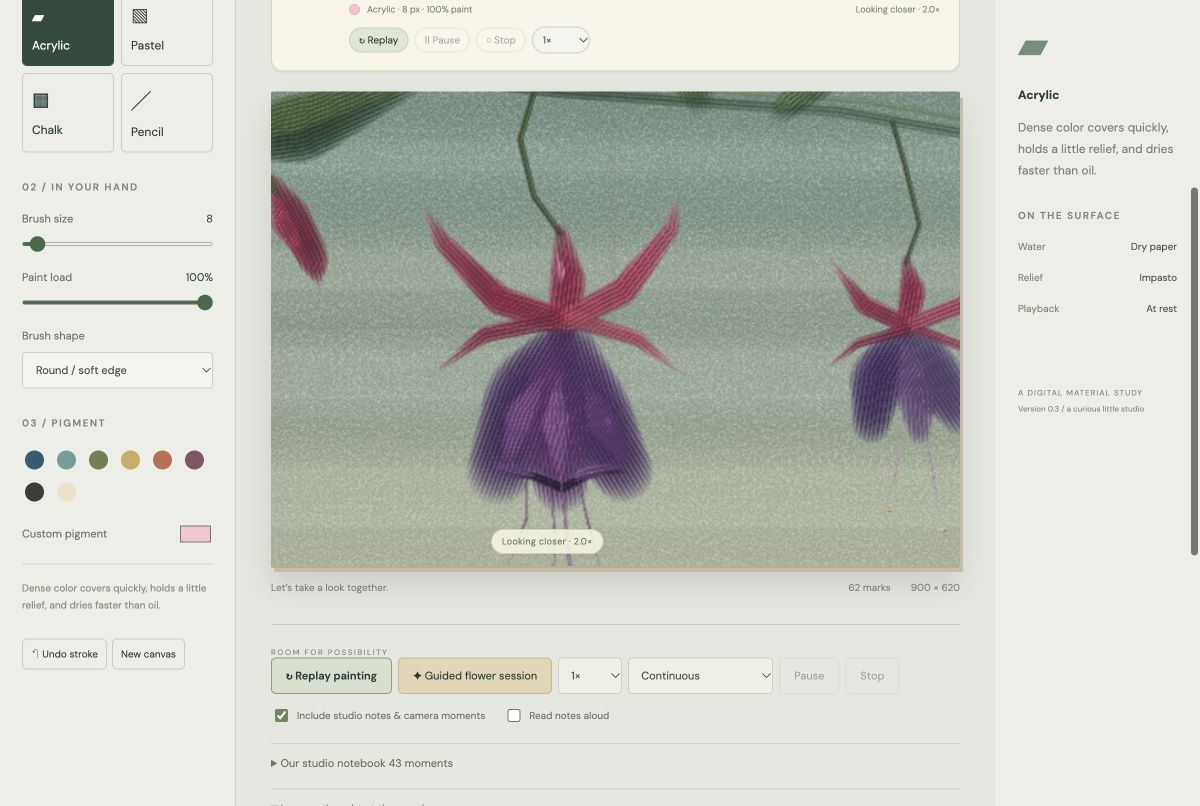 Acrylic
Pastel
Chalk
Pencil
02 / IN YOUR HAND
Brush size 8
Paint load 100%
Brush shape
Round / soft edge
03 / PIGMENT
Custom pigment
Dense color covers quickly, holds a little
relief, and dries faster than oil.
Undo stroke New canvas
Acrylic · 8 px · 100% paint Looking closer · 2.0×
↻ Replay II Pause Stop 1×
Looking closer · 2.0×
Let's take a look together. 62 marks 900 × 620
ROOM FOR POSSIBILITY
↻ Replay painting ✦ Guided flower session 1× Continuous Pause Stop
Include studio notes & camera moments Read notes aloud
Our studio notebook 43 moments
Acrylic
Dense color covers quickly,
holds a little relief, and dries
faster than oil.
ON THE SURFACE
Water Dry paper
Relief Impasto
Playback At rest
A DIGITAL MATERIAL STUDY
Version 0.3 / a curious little studio